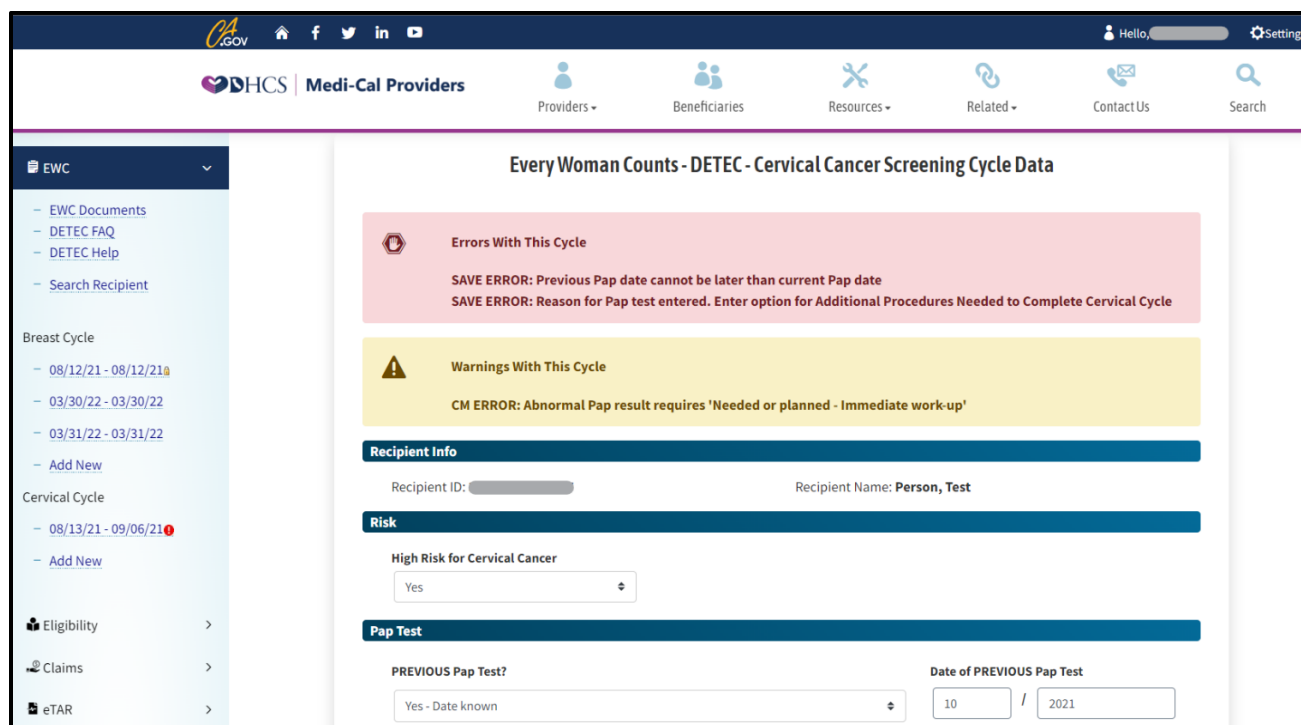 CA.GOV
Hello,
Setting
DHCS | Medi-Cal Providers
Providers
Beneficiaries
Resources
Related
Contact Us
Search
EWC
– EWC Documents
– DETEC FAQ
– DETEC Help
– Search Recipient
Breast Cycle
– 08/12/21 - 08/12/21
– 03/30/22 - 03/30/22
– 03/31/22 - 03/31/22
– Add New
Cervical Cycle
– 08/13/21 - 09/06/21
– Add New
Eligibility
Claims
eTAR
Every Woman Counts - DETEC - Cervical Cancer Screening Cycle Data
Errors With This Cycle
SAVE ERROR: Previous Pap date cannot be later than current Pap date
SAVE ERROR: Reason for Pap test entered. Enter option for Additional Procedures Needed to Complete Cervical Cycle
Warnings With This Cycle
CM ERROR: Abnormal Pap result requires 'Needed or planned - Immediate work-up'
Recipient Info
Recipient ID:
Recipient Name: Person, Test
Risk
High Risk for Cervical Cancer
Yes
Pap Test
PREVIOUS Pap Test?
Date of PREVIOUS Pap Test
Yes - Date known
10 / 2021